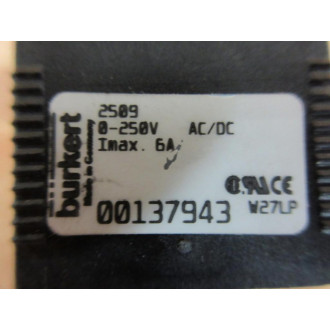 burkert
Made in Germany
2509
0-250V AC/DC
Imax. 6A
00137943
W27LP